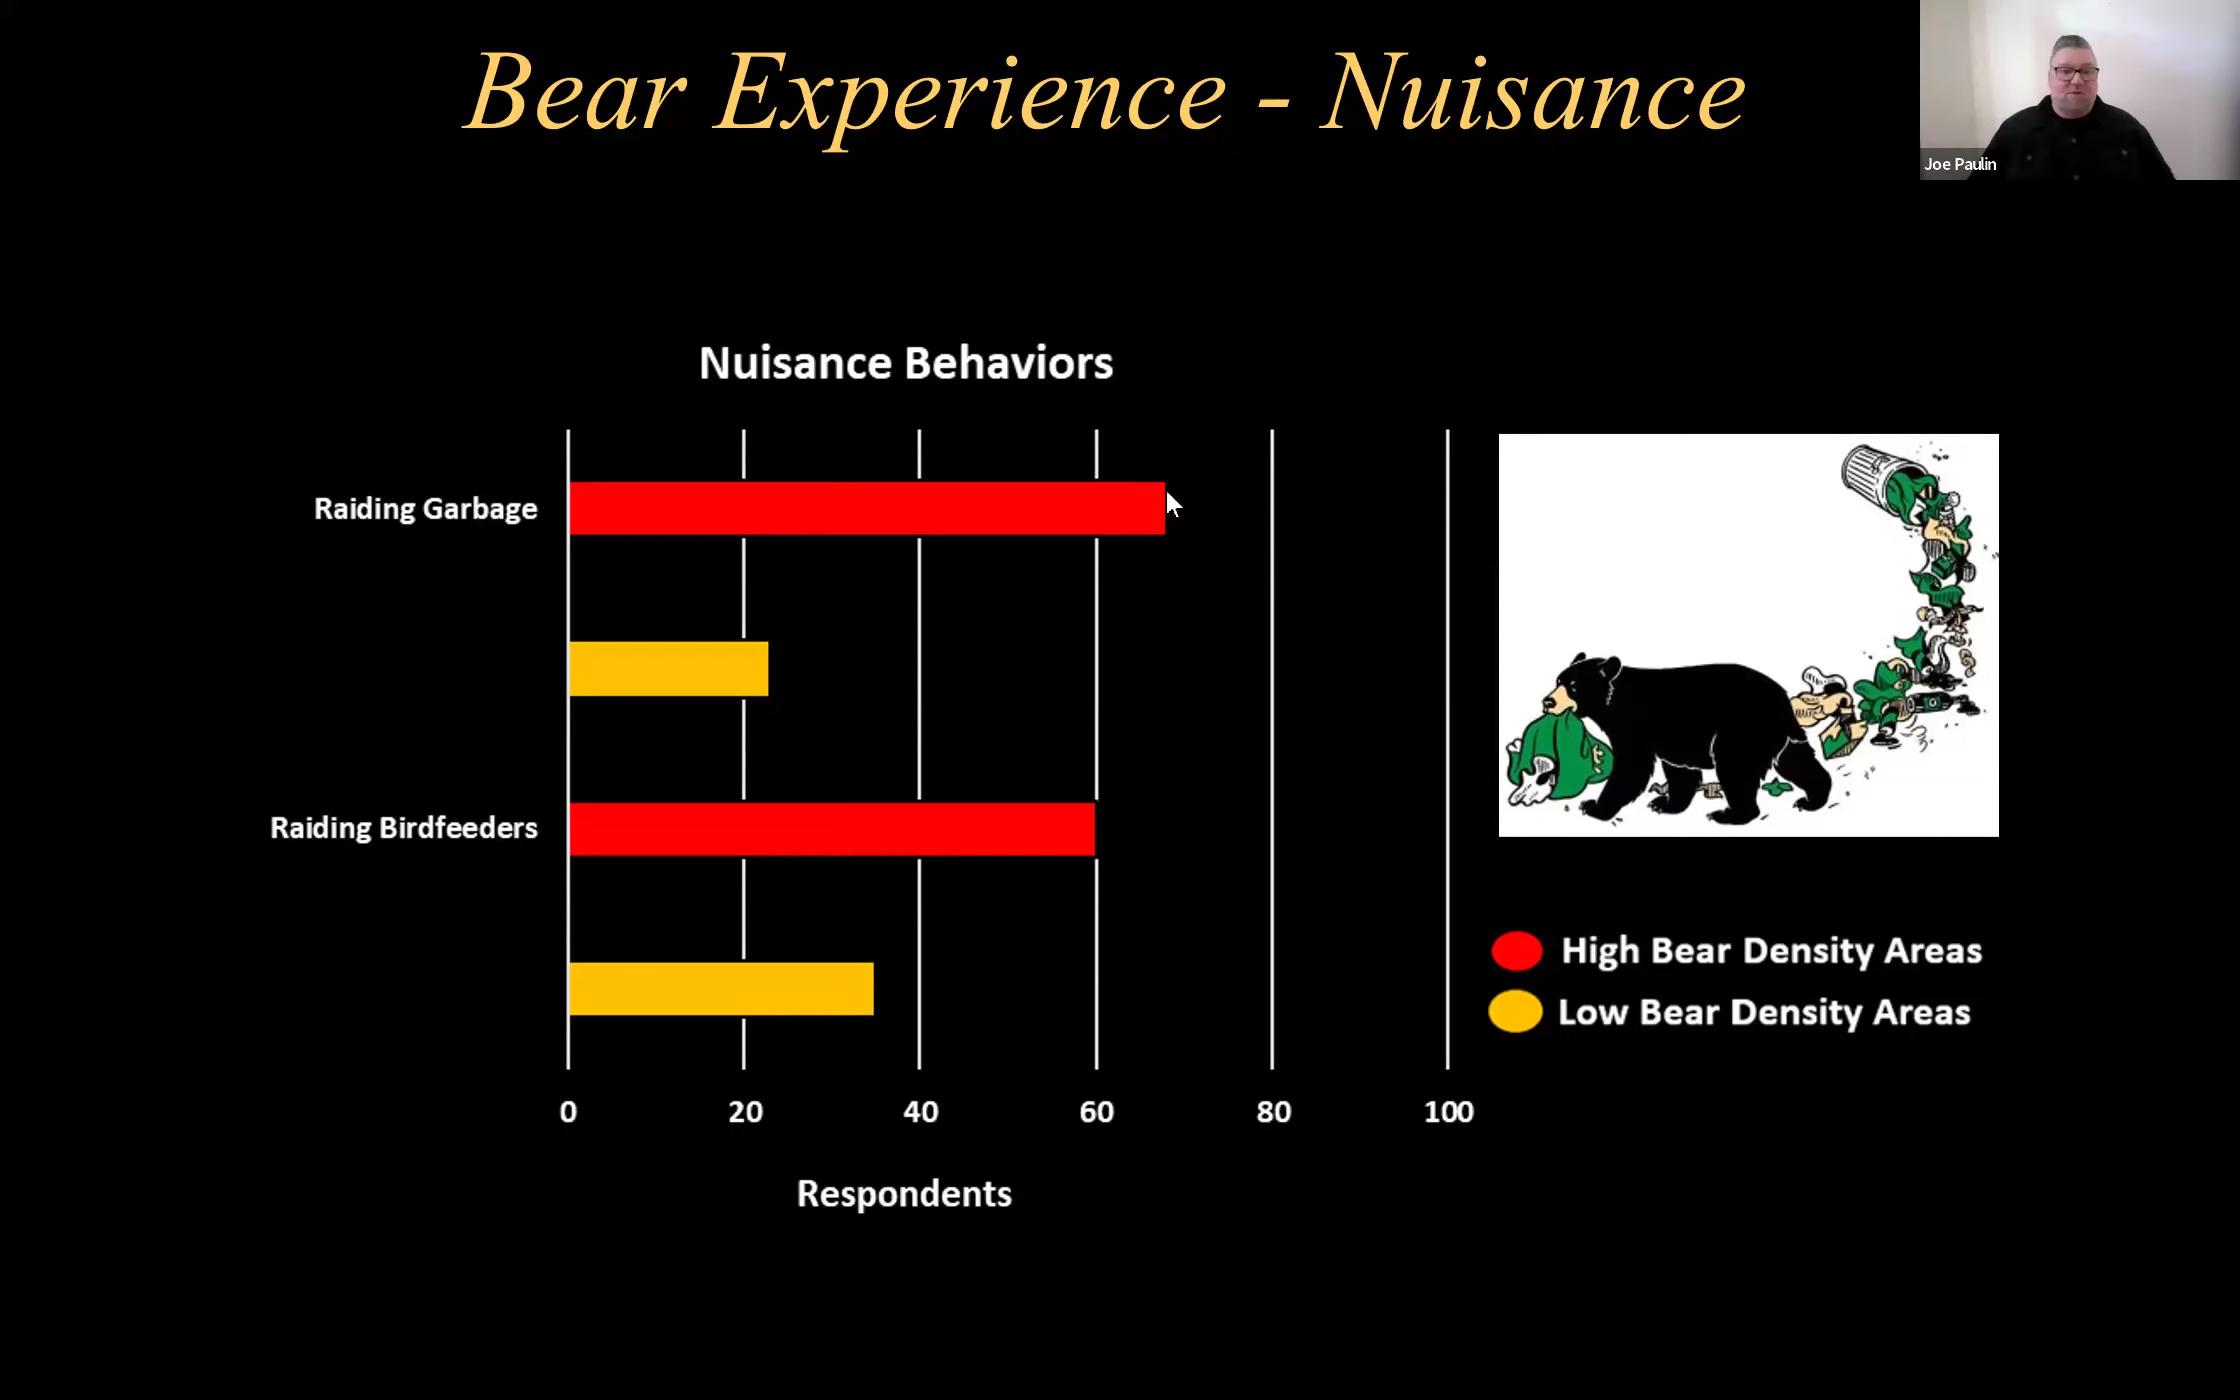 Bear Experience - Nuisance
Joe Paulin
Nuisance Behaviors
Raiding Garbage
Raiding Birdfeeders
High Bear Density Areas
Low Bear Density Areas
0 20 40 60 80 100
Respondents